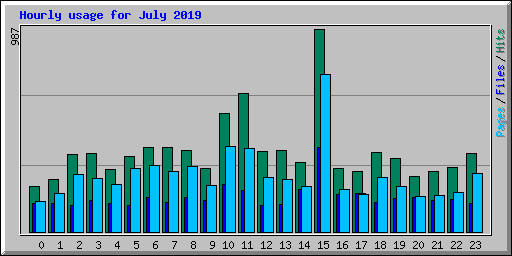 Hourly usage for July 2019
987
Pages / Files / Hits
0 1 2 3 4 5 6 7 8 9 10 11 12 13 14 15 16 17 18 19 20 21 22 23